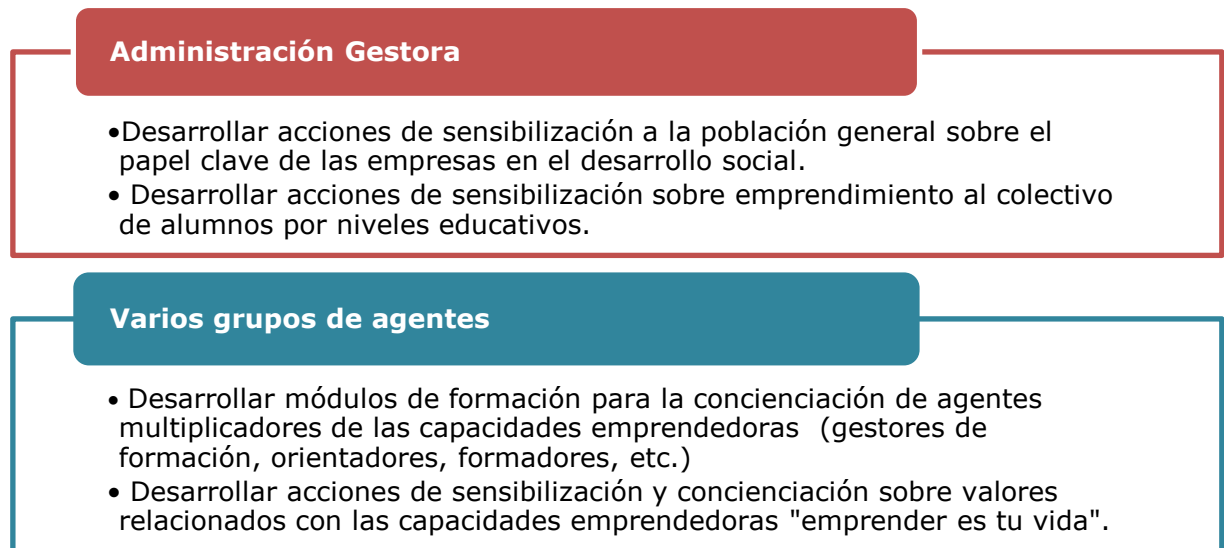 Administración Gestora
•Desarrollar acciones de sensibilización a la población general sobre el
papel clave de las empresas en el desarrollo social.
• Desarrollar acciones de sensibilización sobre emprendimiento al colectivo
de alumnos por niveles educativos.
Varios grupos de agentes
• Desarrollar módulos de formación para la concienciación de agentes
multiplicadores de las capacidades emprendedoras (gestores de
formación, orientadores, formadores, etc.)
• Desarrollar acciones de sensibilización y concienciación sobre valores
relacionados con las capacidades emprendedoras "emprender es tu vida".